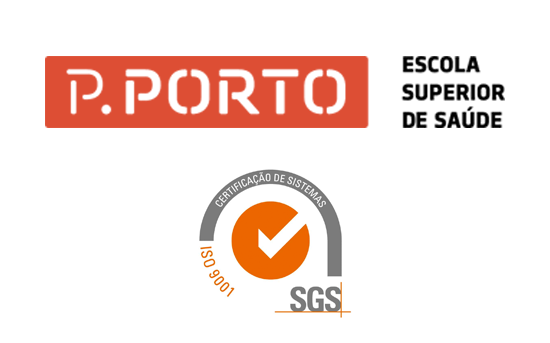 P.PORTO
ESCOLA
SUPERIOR
DE SAÚDE
CERTIFICAÇÃO DE SISTEMAS
ISO 9001
SGS